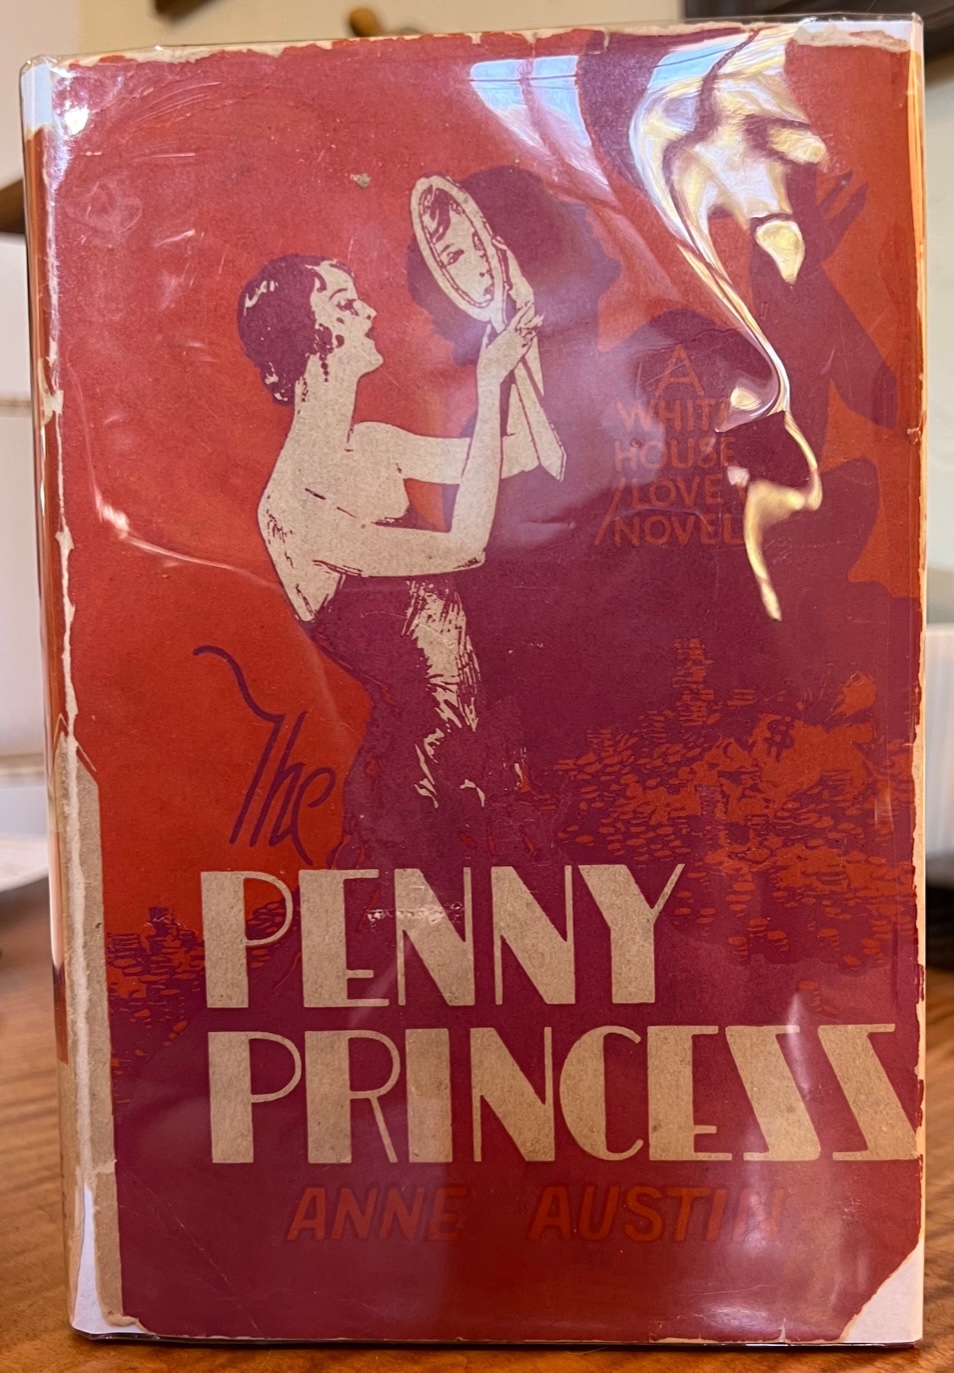 A
WHITE
HOUSE
LOVE
NOVEL
The
PENNY
PRINCESS
ANNE AUSTIN